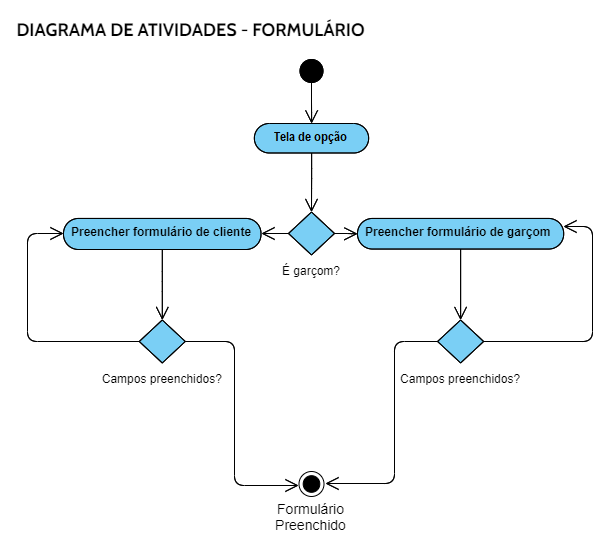 DIAGRAMA DE ATIVIDADES - FORMULÁRIO
Tela de opção
Preencher formulário de cliente
Preencher formulário de garçom
É garçom?
Campos preenchidos?
Campos preenchidos?
Formulário
Preenchido